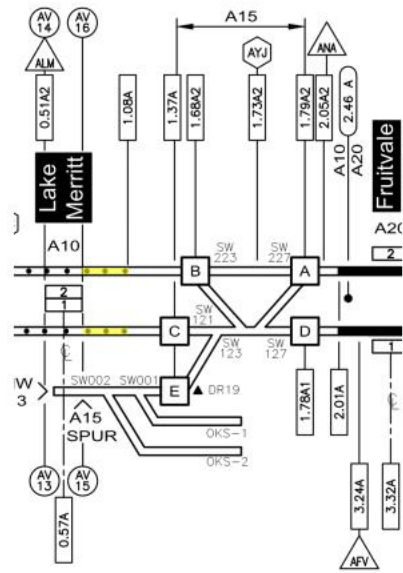 A15
AV
14
AV
16
ALM
AYJ
ANA
0.51A2
1.08A
1.37A
1.68A2
1.73A2
1.79A2
2.05A2
2.46 A
Lake
Merritt
Fruitvale
A10
A20
A10
A20
2
SW
223
SW
227
B
A
2
1
SW
121
C
D
SW
123
SW
127
1
E
DR19
SW002
SW001
3
A15
SPUR
OKS-1
OKS-2
1.78A1
2.01A
3.24A
3.32A
AV
13
AV
15
0.57A
AFV